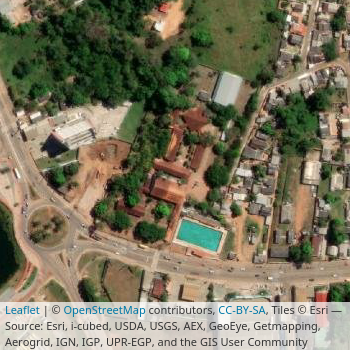 Leaflet | © OpenStreetMap contributors, CC-BY-SA, Tiles © Esri —
Source: Esri, i-cubed, USDA, USGS, AEX, GeoEye, Getmapping,
Aerogrid, IGN, IGP, UPR-EGP, and the GIS User Community